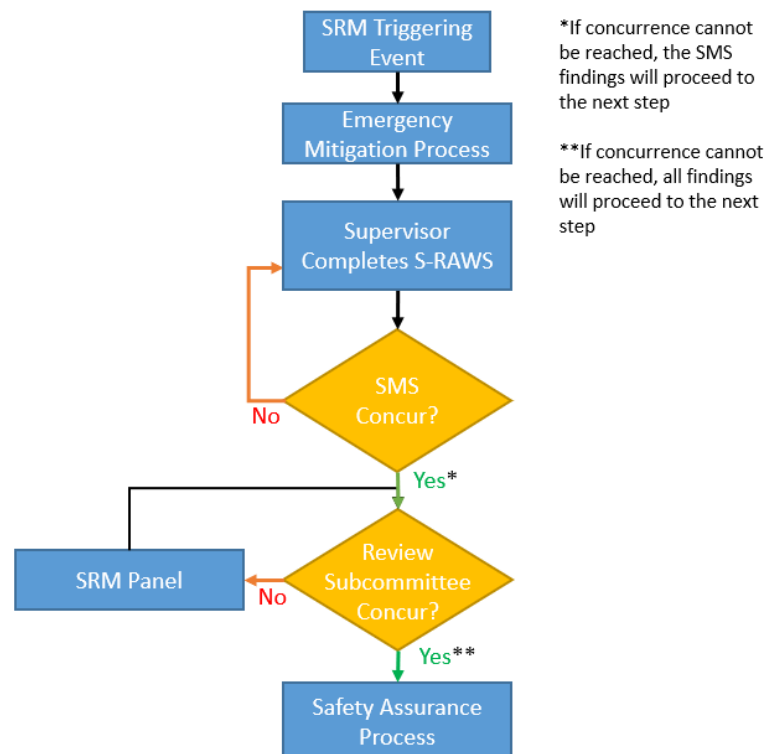 SRM Triggering
Event
*If concurrence cannot
be reached, the SMS
findings will proceed to
the next step
Emergency
Mitigation Process
**If concurrence cannot
be reached, all findings
will proceed to the next
step
Supervisor
Completes S-RAWS
SMS
Concur?
No
Yes*
Review
Subcommittee
Concur?
SRM Panel
No
Yes**
Safety Assurance
Process